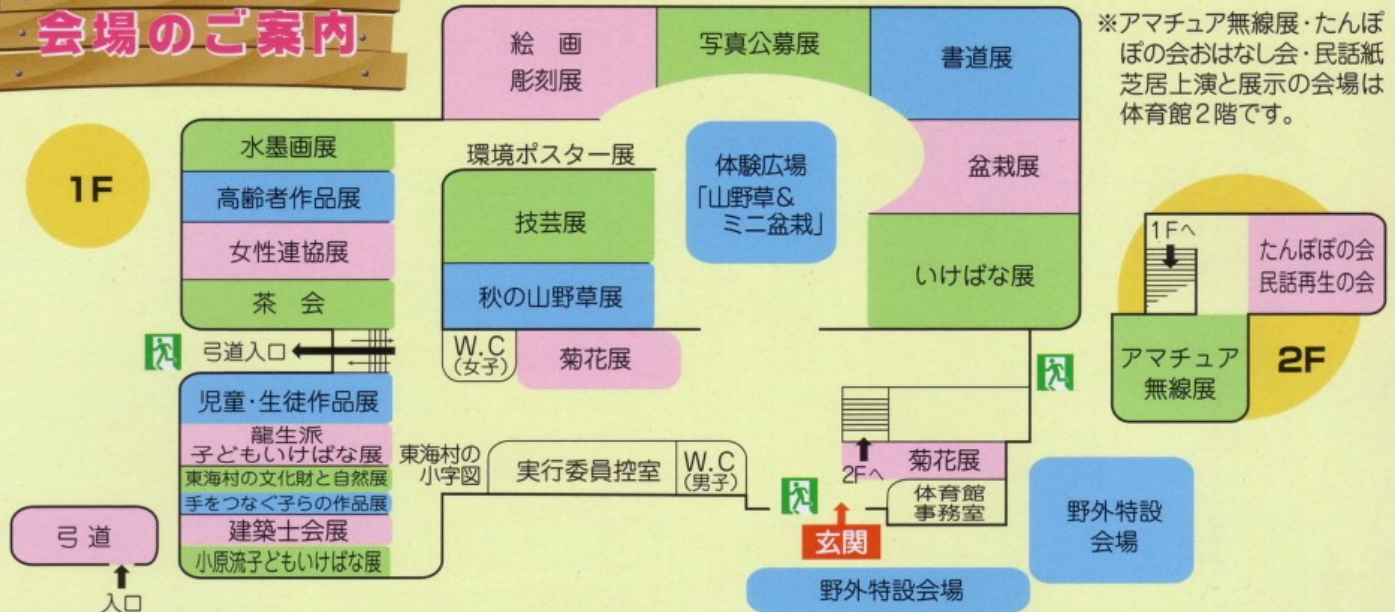 会場のご案内
※アマチュア無線展・たんぽ
ぽの会おはなし会・民話紙
芝居上演と展示の会場は
体育館2階です。
1F
絵 画
彫刻展
写真公募展
書道展
水墨画展
高齢者作品展
女性連協展
茶 会
環境ポスター展
技芸展
秋の山野草展
体験広場
「山野草&
ミニ盆栽」
盆栽展
いけばな展
弓道入口
W.C
(女子)
菊花展
児童・生徒作品展
龍生派
子どもいけばな展
東海村の文化財と自然展
手をつなぐ子らの作品展
建築士会展
小原流子どもいけばな展
東海村の
小字図
実行委員控室
W.C
(男子)
2Fへ
菊花展
体育館
事務室
玄関
野外特設会場
野外特設
会場
弓 道
入口
1Fへ
たんぽぽの会
民話再生の会
アマチュア
無線展
2F